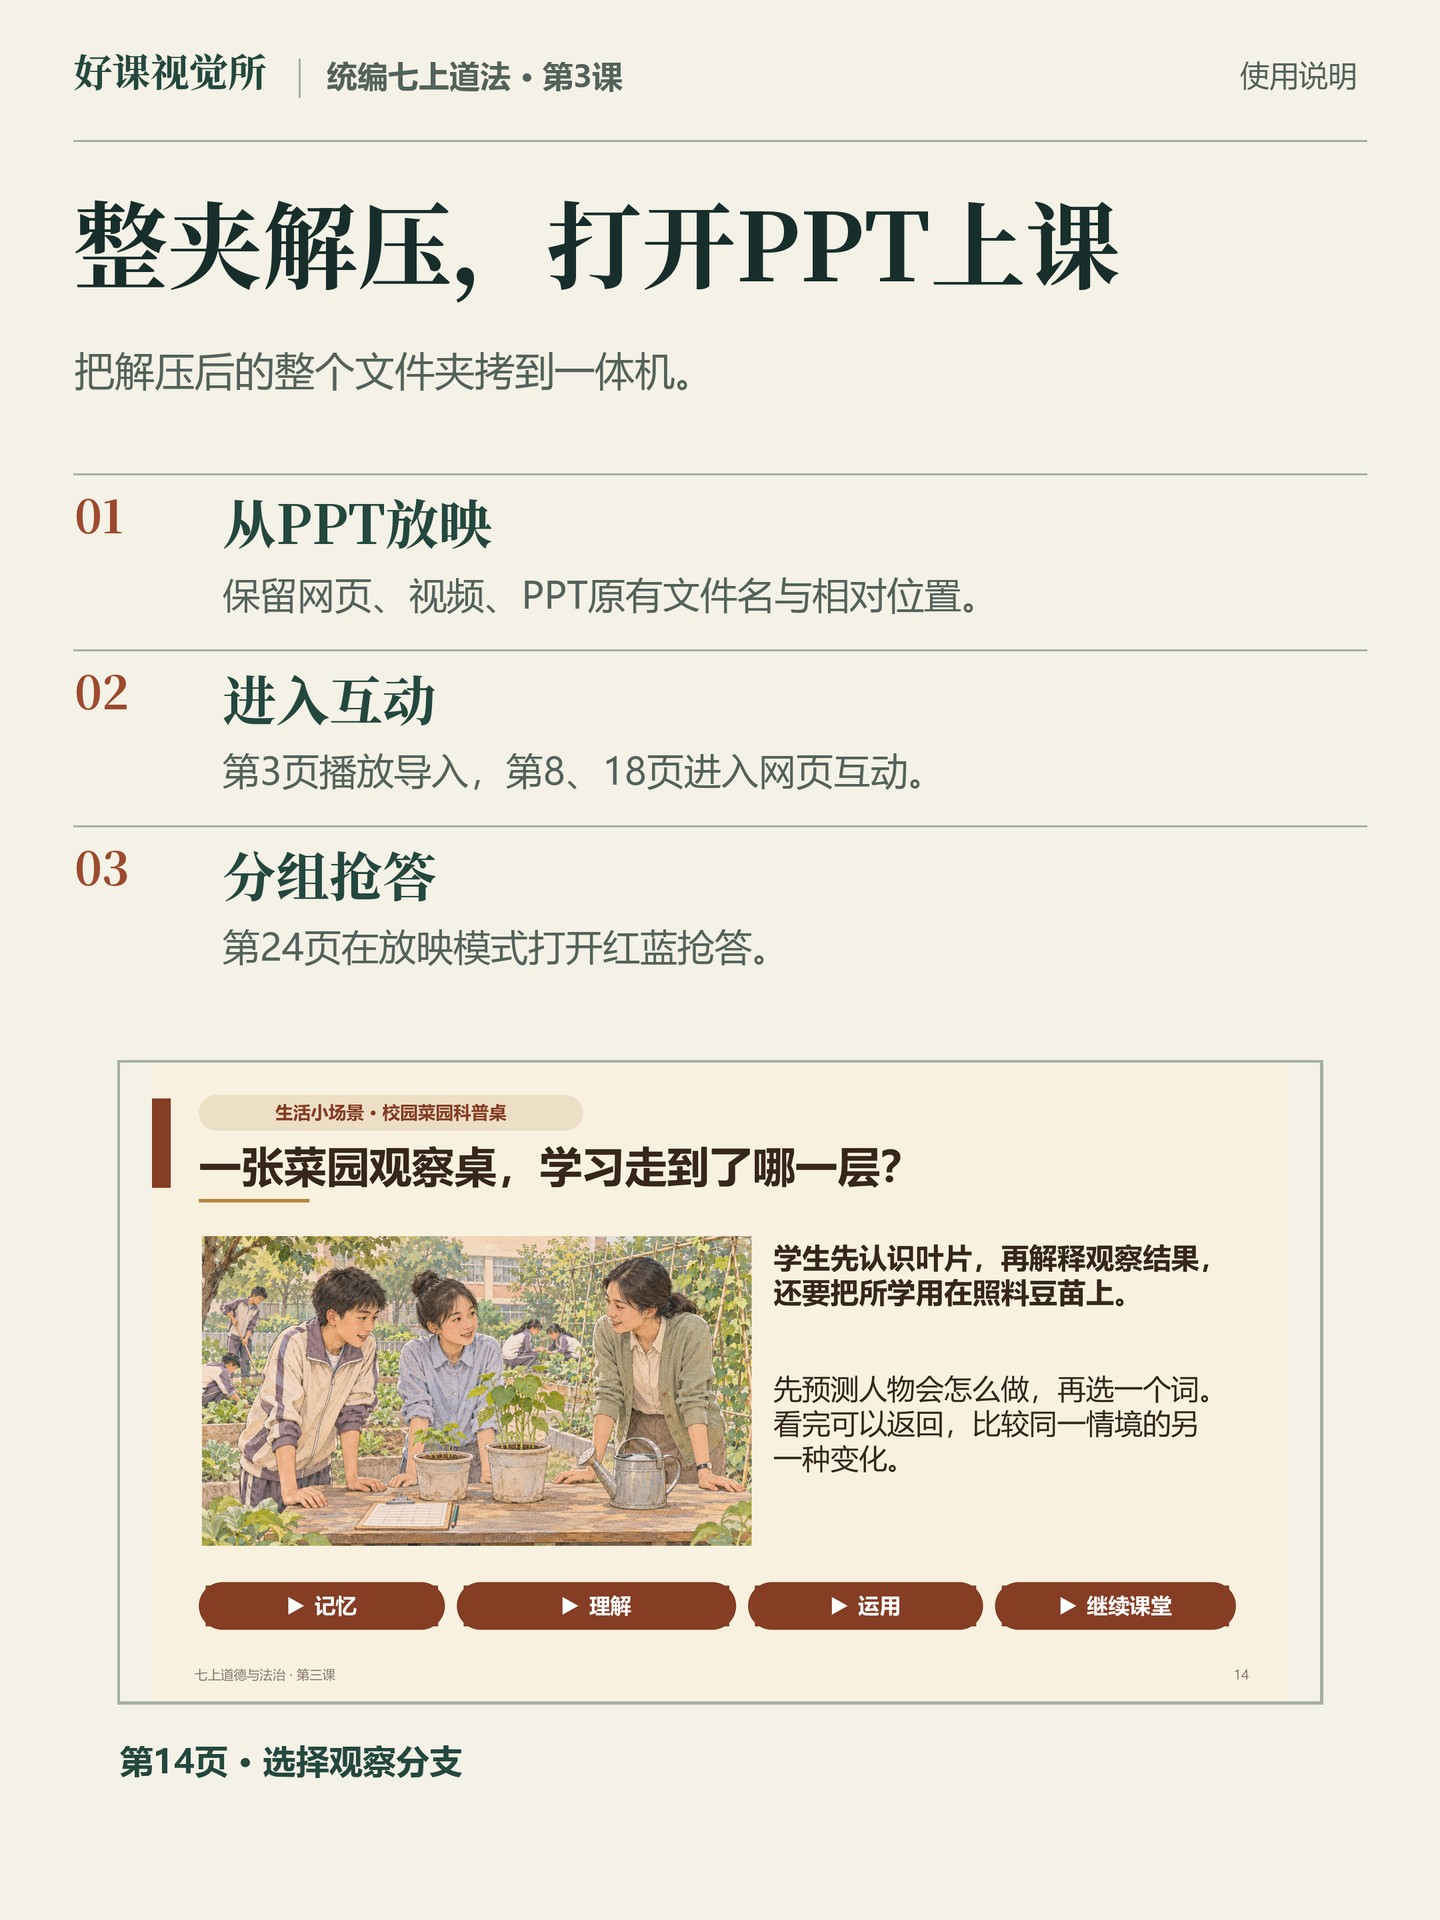 好课视觉所
统编七上道法·第3课
使用说明
整夹解压，打开PPT上课
把解压后的整个文件夹拷到一体机。
01
从PPT放映
保留网页、视频、PPT原有文件名与相对位置。
02
进入互动
第3页播放导入，第8、18页进入网页互动。
03
分组抢答
第24页在放映模式打开红蓝抢答。
生活小场景·校园菜园科普桌
一张菜园观察桌，学习走到了哪一层？
学生先认识叶片，再解释观察结果，
还要把所学用在照料豆苗上。
先预测人物会怎么做，再选一个词。
看完可以返回，比较同一情境的另
一种变化。
▶ 记忆
▶ 理解
▶ 运用
▶ 继续课堂
七上道德与法治·第三课
14
第14页·选择观察分支